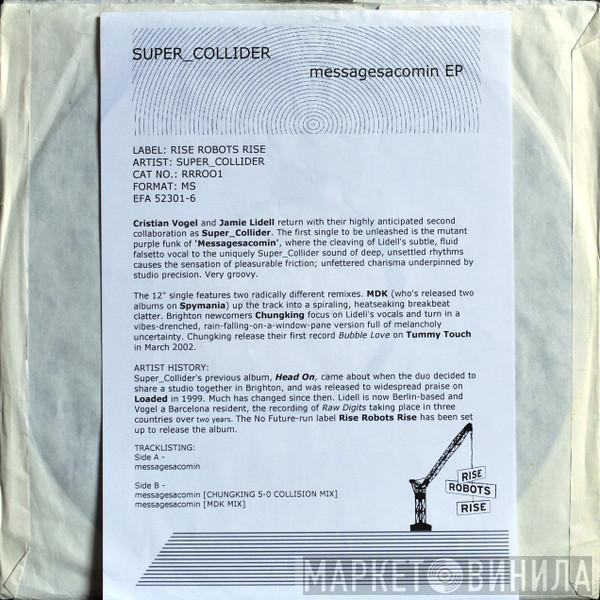 SUPER_COLLIDER
messagesacomin EP
LABEL: RISE ROBOTS RISE
ARTIST: SUPER_COLLIDER
CAT NO.: RRROO1
FORMAT: MS
EFA 52301-6
Cristian Vogel and Jamie Lidell return with their highly anticipated second
collaboration as Super_Collider. The first single to be unleashed is the mutant
purple funk of 'Messagesacomin', where the cleaving of Lidell's subtle, fluid
falsetto vocal to the uniquely Super_Collider sound of deep, unsettled rhythms
causes the sensation of pleasurable friction; unfettered charisma underpinned by
studio precision. Very groovy.
The 12" single features two radically different remixes. MDK (who's released two
albums on Spymania) up the track into a spiraling, heatseaking breakbeat
clatter. Brighton newcomers Chungking focus on Lideli's vocals and turn in a
vibes-drenched, rain-falling-on-a-window-pane version full of melancholy
uncertainty. Chungking release their first record Bubble Love on Tummy Touch
in March 2002.
ARTIST HISTORY:
Super_Collider's previous album, Head On, came about when the duo decided to
share a studio together in Brighton, and was released to widespread praise on
Loaded in 1999. Much has changed since then. Lidell is now Berlin-based and
Vogel a Barcelona resident, the recording of Raw Digits taking place in three
countries over two years. The No Future-run label Rise Robots Rise has been set
up to release the album.
TRACKLISTING:
Side A -
messagesacomin
Side B -
messagesacomin [CHUNGKING 5-0 COLLISION MIX]
messagesacomin [MDK MIX]
RISE
ROBOTS
RISE
МАРКЕТ ВИНИЛА